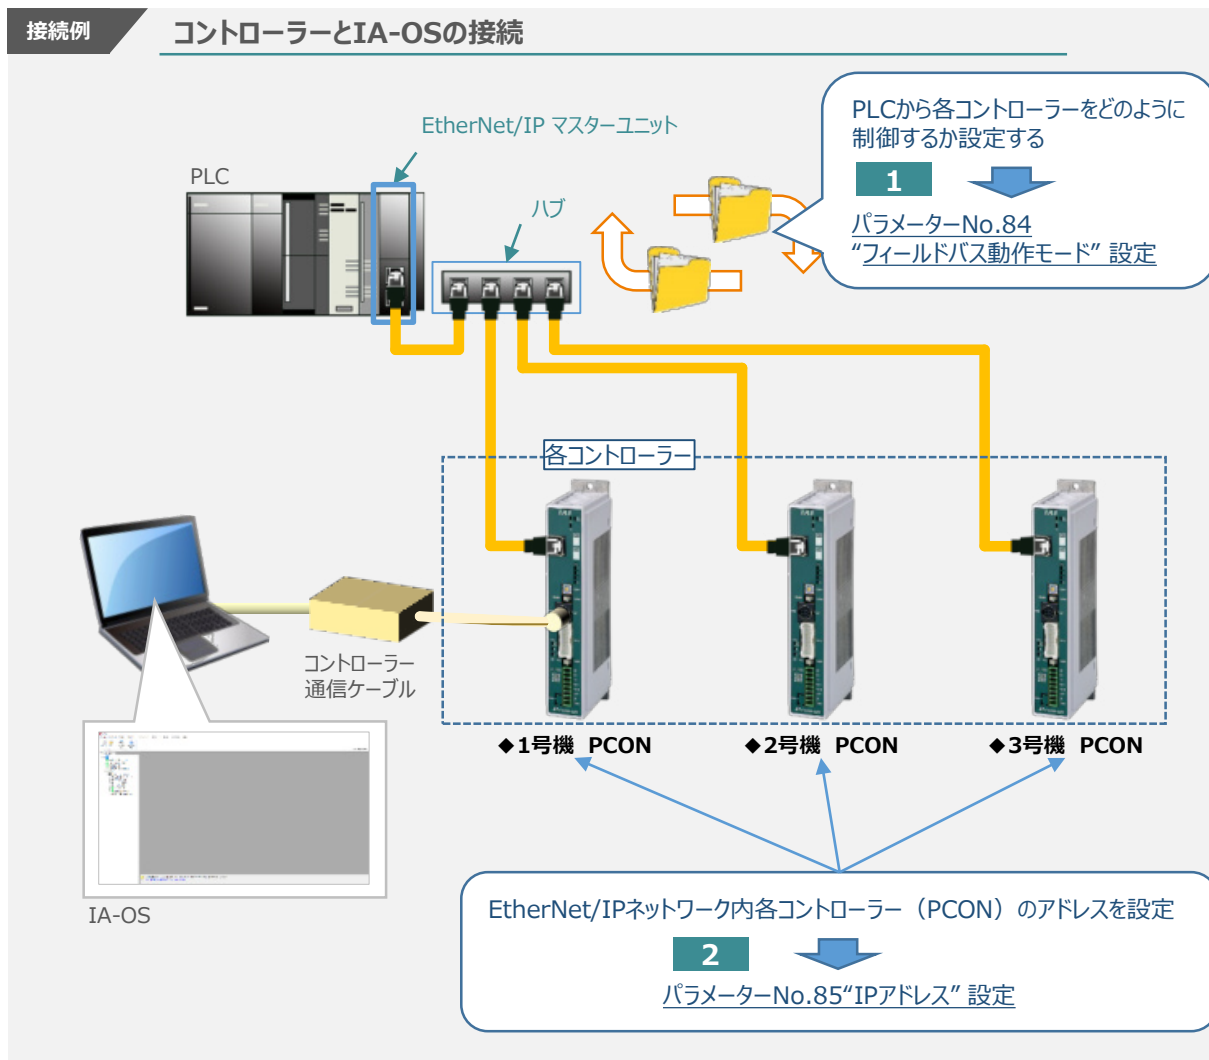 接続例
コントローラーとIA-OSの接続
PLCから各コントローラーをどのように
制御するか設定する
1
パラメーターNo.84
“フィールドバス動作モード” 設定
EtherNet/IP マスターユニット
PLC
ハブ
各コントローラー
コントローラー
通信ケーブル
◆1号機 PCON
◆2号機 PCON
◆3号機 PCON
IA-OS
EtherNet/IPネットワーク内各コントローラー（PCON）のアドレスを設定
2
パラメーターNo.85“IPアドレス” 設定